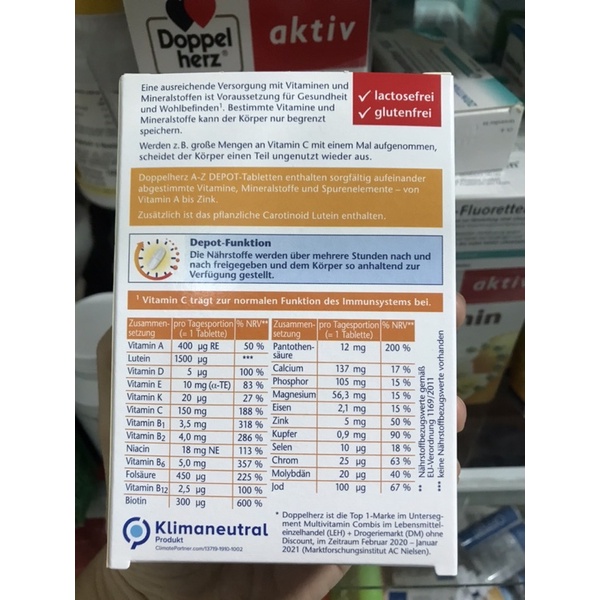 Doppel
herz®
aktiv
Eine ausreichende Versorgung mit Vitaminen und
Mineralstoffen ist Voraussetzung für Gesundheit
und Wohlbefinden¹. Bestimmte Vitamine und
Mineralstoffe kann der Körper nur begrenzt
speichern.
✓ lactosefrei
✓ glutenfrei
Werden z. B. große Mengen an Vitamin C mit einem Mal aufgenommen,
scheidet der Körper einen Teil ungenutzt wieder aus.
Doppelherz A-Z DEPOT-Tabletten enthalten sorgfältig aufeinander
abgestimmte Vitamine, Mineralstoffe und Spurenelemente – von
Vitamin A bis Zink.
Zusätzlich ist das pflanzliche Carotinoid Lutein enthalten.
-Fluorette
Depot-Funktion
Die Nährstoffe werden über mehrere Stunden nach und
nach freigegeben und dem Körper so anhaltend zur
Verfügung gestellt.
aktiv
in
¹ Vitamin C trägt zur normalen Funktion des Immunsystems bei.
Zusammen- pro Tagesportion % NRV**
setzung (= 1 Tablette)
Vitamin A 400 µg RE 50 %
Lutein 1500 µg ***
Vitamin D 5 µg 100 %
Vitamin E 10 mg (α-TE) 83 %
Vitamin K 20 µg 27 %
Vitamin C 150 mg 188 %
Vitamin B1 3,5 mg 318 %
Vitamin B2 4,0 mg 286 %
Niacin 18 mg NE 113 %
Vitamin B6 5,0 mg 357 %
Folsäure 450 µg 225 %
Vitamin B12 2,5 µg 100 %
Biotin 300 µg 600 %
Zusammen- pro Tagesportion % NRV**
setzung (= 1 Tablette)
Pantothen- 12 mg 200 %
säure
Calcium 137 mg 17 %
Phosphor 105 mg 15 %
Magnesium 56,3 mg 15 %
Eisen 2,1 mg 15 %
Zink 5 mg 50 %
Kupfer 0,9 mg 90 %
Selen 10 µg 18 %
Chrom 25 µg 63 %
Molybdän 20 µg 40 %
Jod 100 µg 67 %
** Nährstoffbezugswerte gemäß
EU-Verordnung 1169/2011
*** keine Nährstoffbezugswerte vorhanden
Klimaneutral
Produkt
ClimatePartner.com/13719-1910-1002
* Doppelherz ist die Top 1-Marke im Unterseg-
ment Multivitamin Combis im Lebensmittel-
einzelhandel (LEH) + Drogeriemarkt (DM) ohne
Discount, im Zeitraum Februar 2020 – Januar
2021 (Marktforschungsinstitut AC Nielsen).